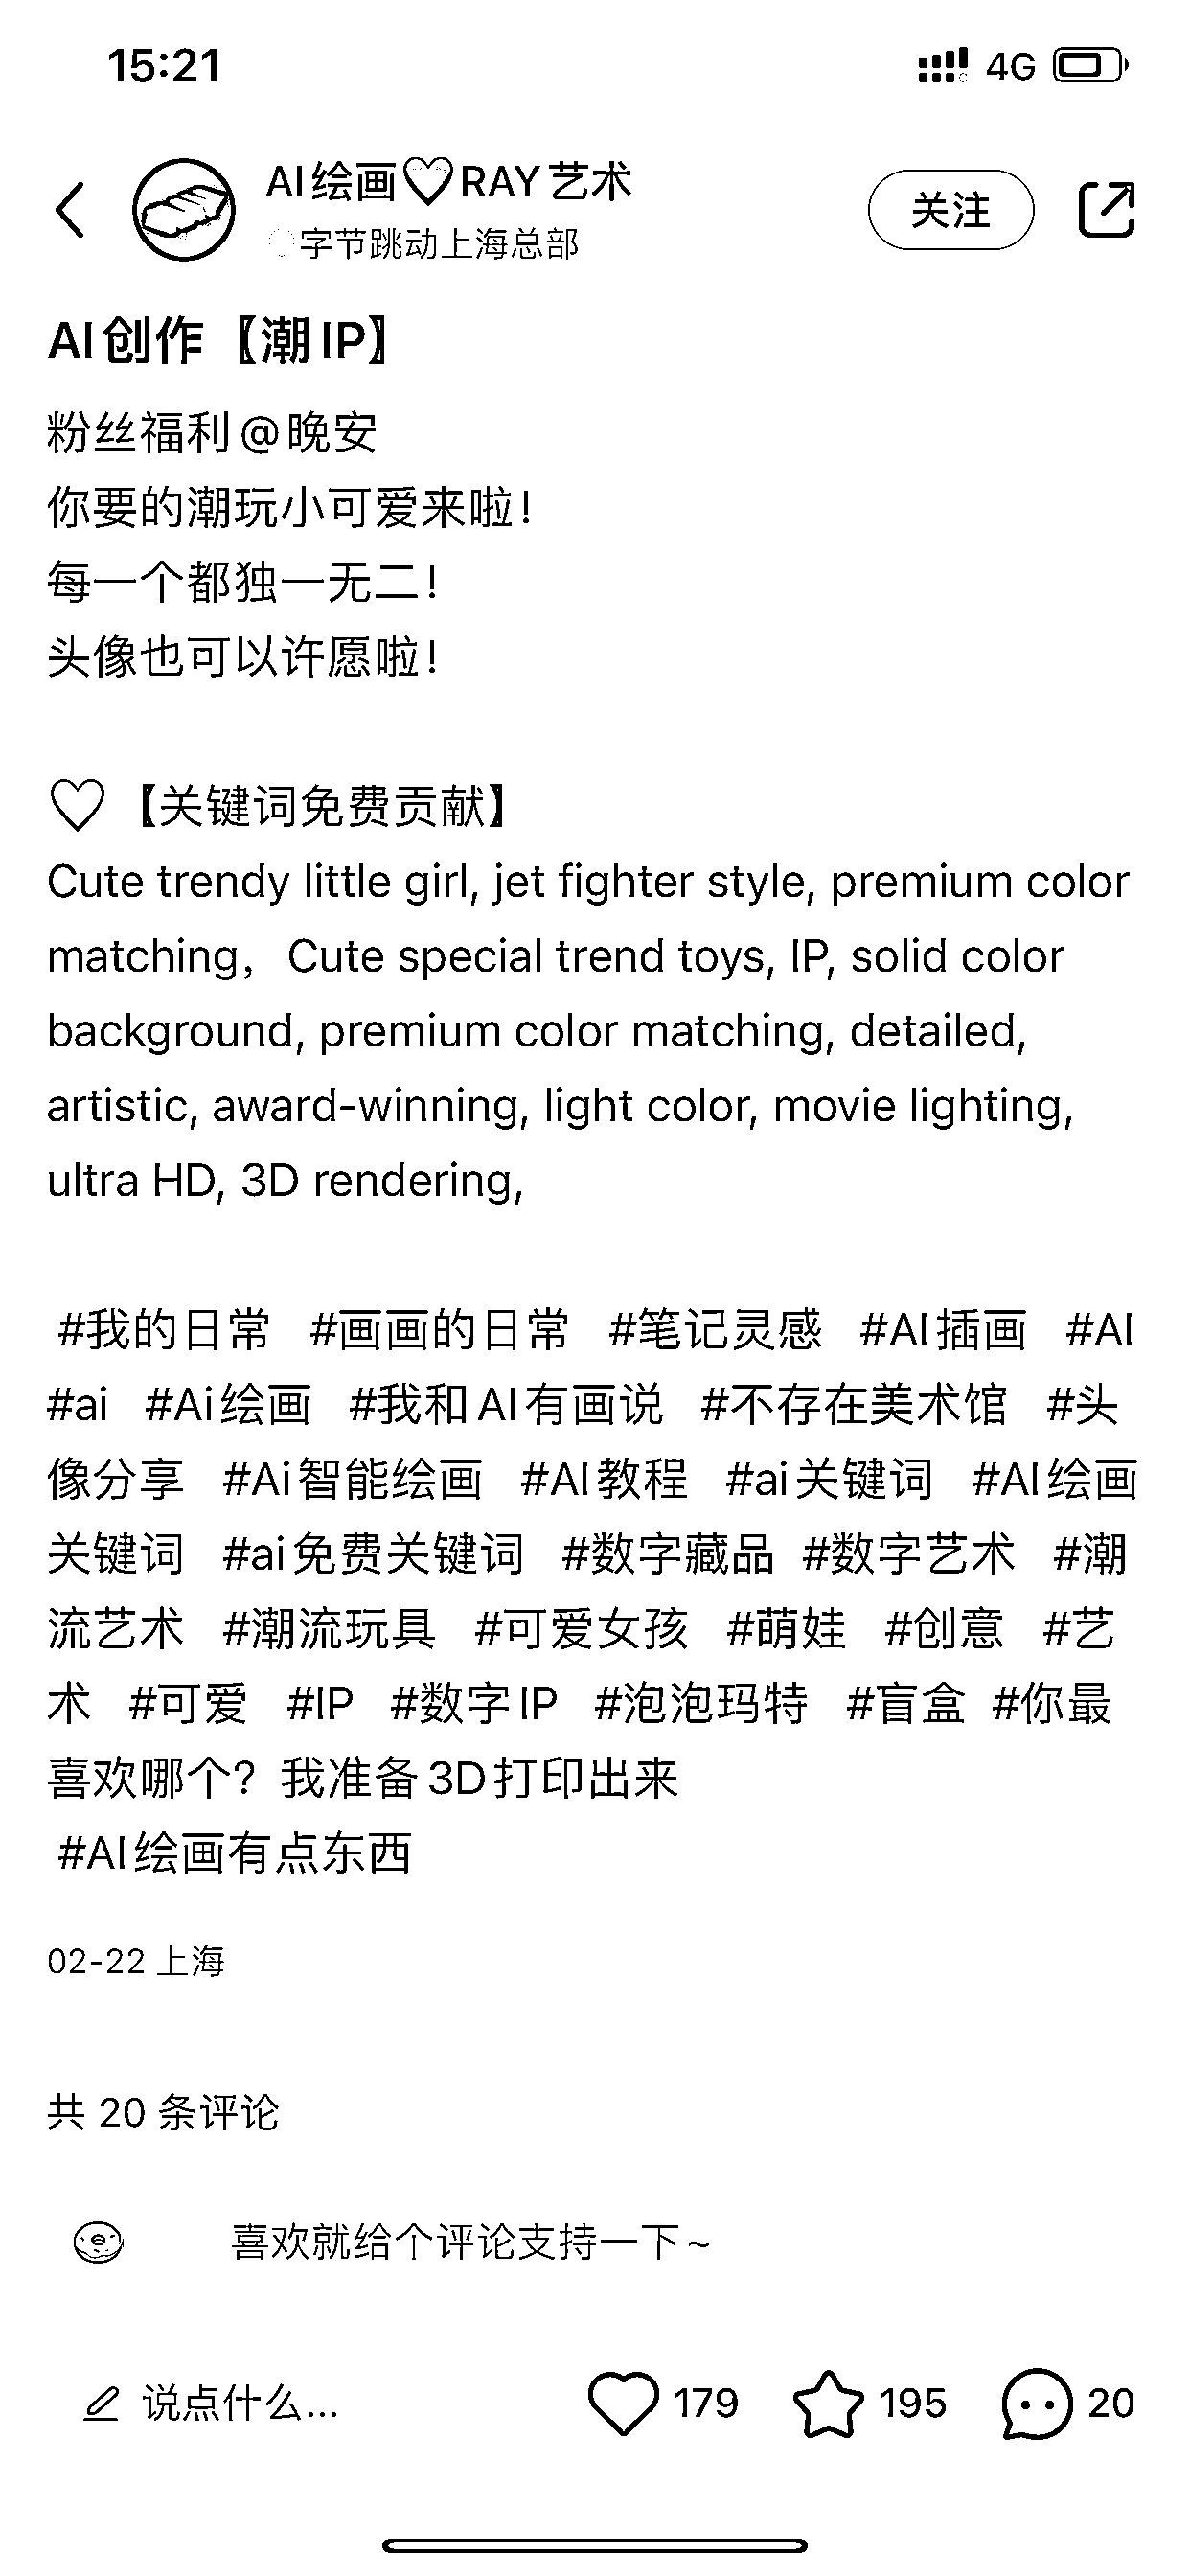 15:21 4G
AI绘画♡RAY艺术
字节跳动上海总部
关注
AI创作【潮IP】
粉丝福利@晚安
你要的潮玩小可爱来啦!
每一个都独一无二!
头像也可以许愿啦!
♡【关键词免费贡献】
Cute trendy little girl, jet fighter style, premium color
matching，Cute special trend toys, IP, solid color
background, premium color matching, detailed,
artistic, award-winning, light color, movie lighting,
ultra HD, 3D rendering,
#我的日常 #画画的日常 #笔记灵感 #AI插画 #AI
#ai #Ai绘画 #我和AI有画说 #不存在美术馆 #头
像分享 #Ai智能绘画 #AI教程 #ai关键词 #AI绘画
关键词 #ai免费关键词 #数字藏品 #数字艺术 #潮
流艺术 #潮流玩具 #可爱女孩 #萌娃 #创意 #艺
术 #可爱 #IP #数字IP #泡泡玛特 #盲盒 #你最
喜欢哪个? 我准备3D打印出来
#AI绘画有点东西
02-22 上海
共 20 条评论
喜欢就给个评论支持一下~
说点什么... 179 195 20